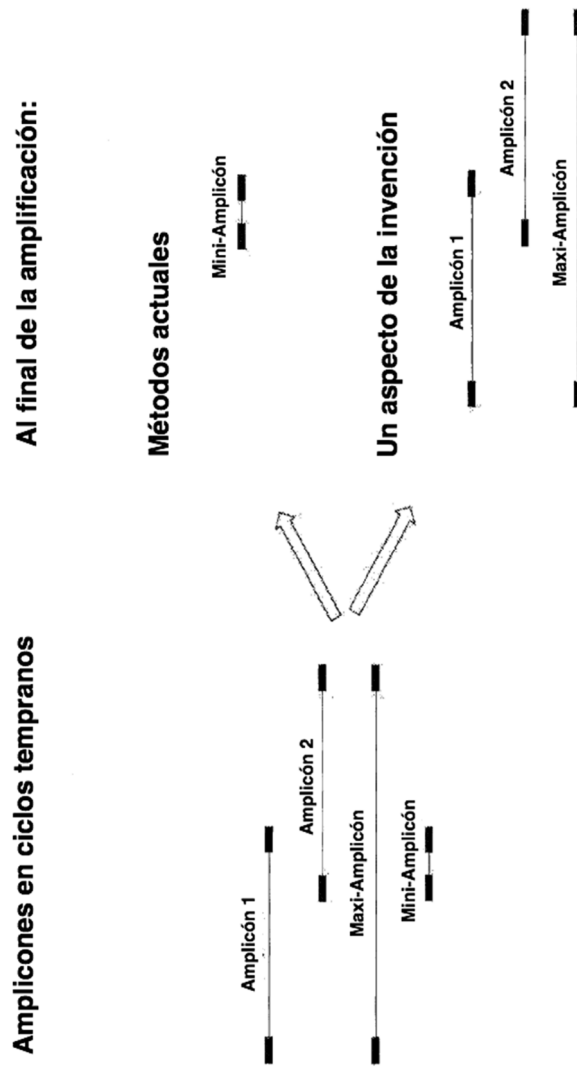 Amplicones en ciclos tempranos
Amplicón 1
Amplicón 2
Maxi-Amplicón
Mini-Amplicón
Al final de la amplificación:
Métodos actuales
Mini-Amplicón
Un aspecto de la invención
Amplicón 1
Amplicón 2
Maxi-Amplicón